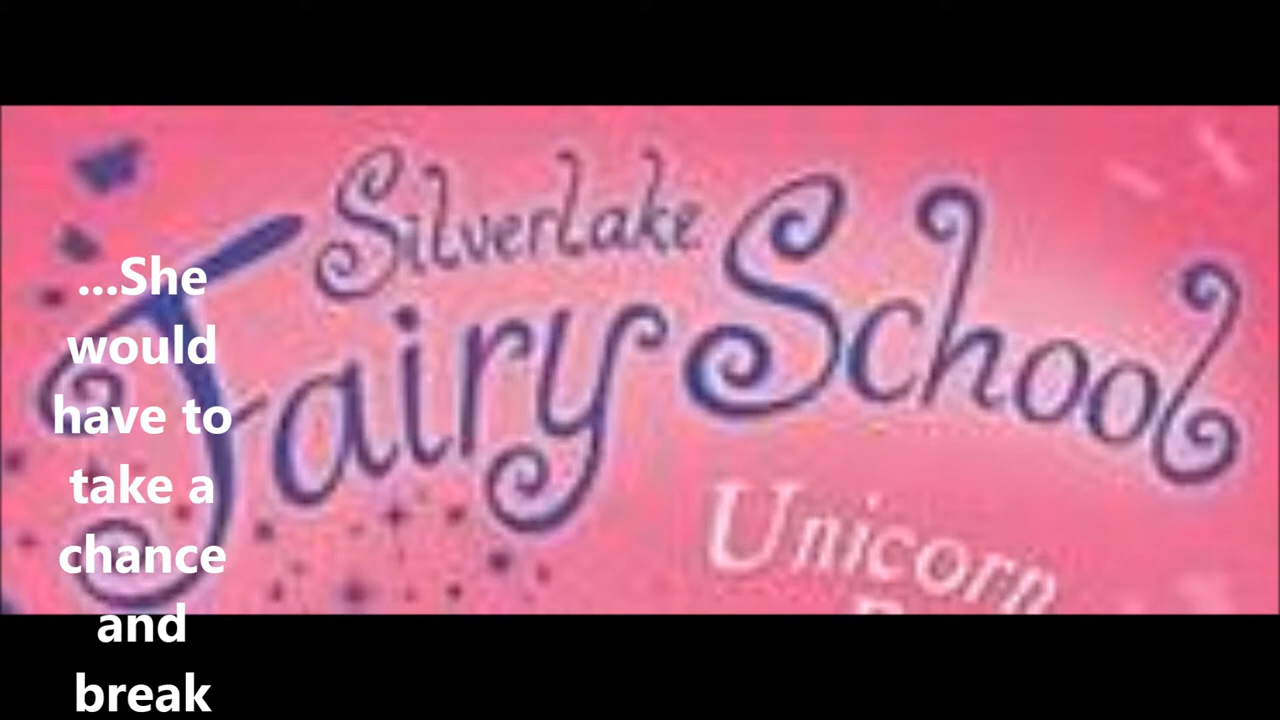 Silverlake
Fairy School
Unicorn
...She
would
have to
take a
chance
and
break